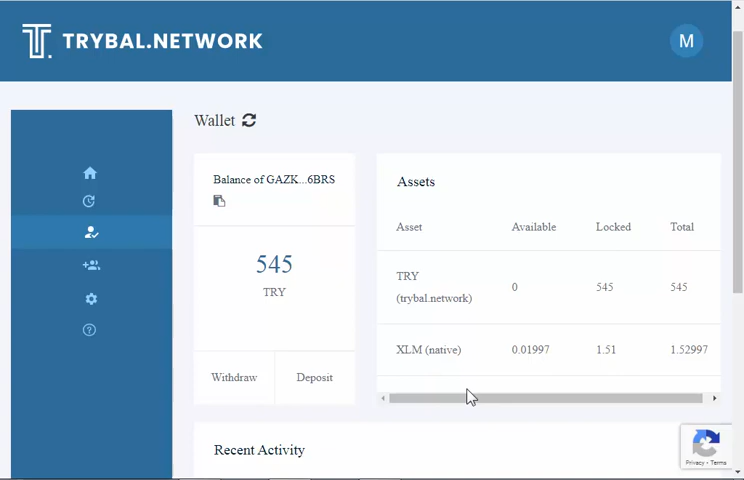 TRYBAL.NETWORK
M
Wallet
Balance of GAZK...6BRS
545
TRY
Withdraw Deposit
Assets
Asset Available Locked Total
TRY
(trybal.network) 0 545 545
XLM (native) 0.01997 1.51 1.52997
Recent Activity
Privacy - Terms